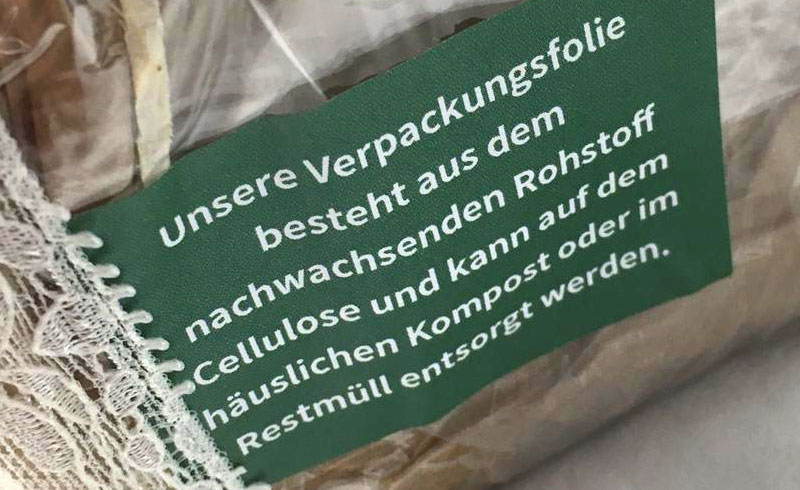 Unsere Verpackungsfolie
besteht aus dem
nachwachsenden Rohstoff
Cellulose und kann auf dem
häuslichen Kompost oder im
Restmüll entsorgt werden.